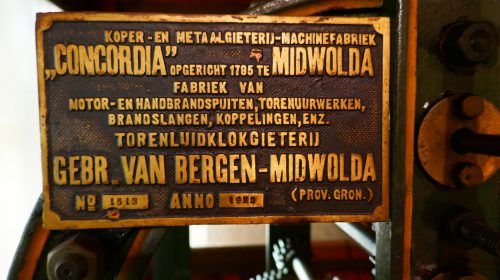 KOPER-EN METAALGIETERIJ-MACHINEFABRIEK
„CONCORDIA” OPGERICHT 1795 TE MIDWOLDA
FABRIEK VAN
MOTOR-EN HANDBRANDSPUITEN, TORENUURWERKEN,
BRANDSLANGEN, KOPPELINGEN, ENZ.
TORENLUIDKLOKGIETERIJ
GEBR. VAN BERGEN-MIDWOLDA
No 1513 ANNO (PROV. GRON.)